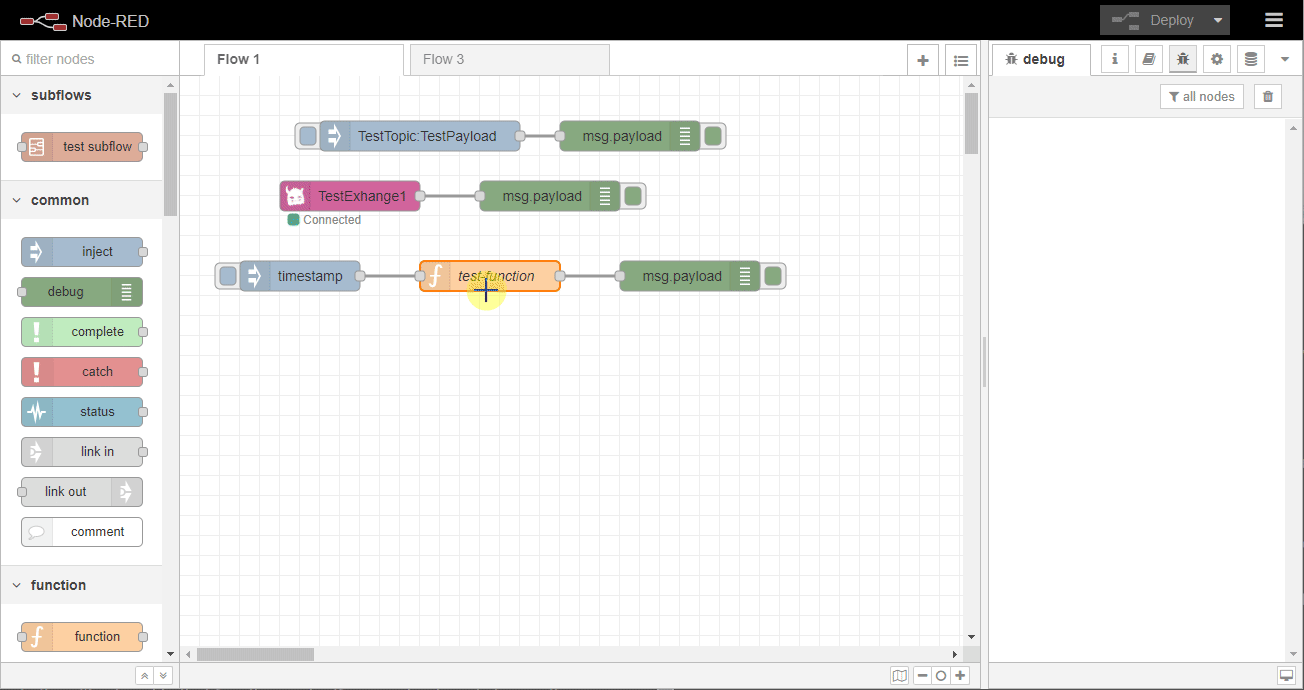 Node-RED
Deploy
filter nodes
Flow 1
Flow 3
debug
i
all nodes
subflows
test subflow
common
inject
debug
complete
catch
status
link in
link out
comment
function
function
TestTopic:TestPayload
msg.payload
TestExhange1
msg.payload
Connected
timestamp
test function
msg.payload